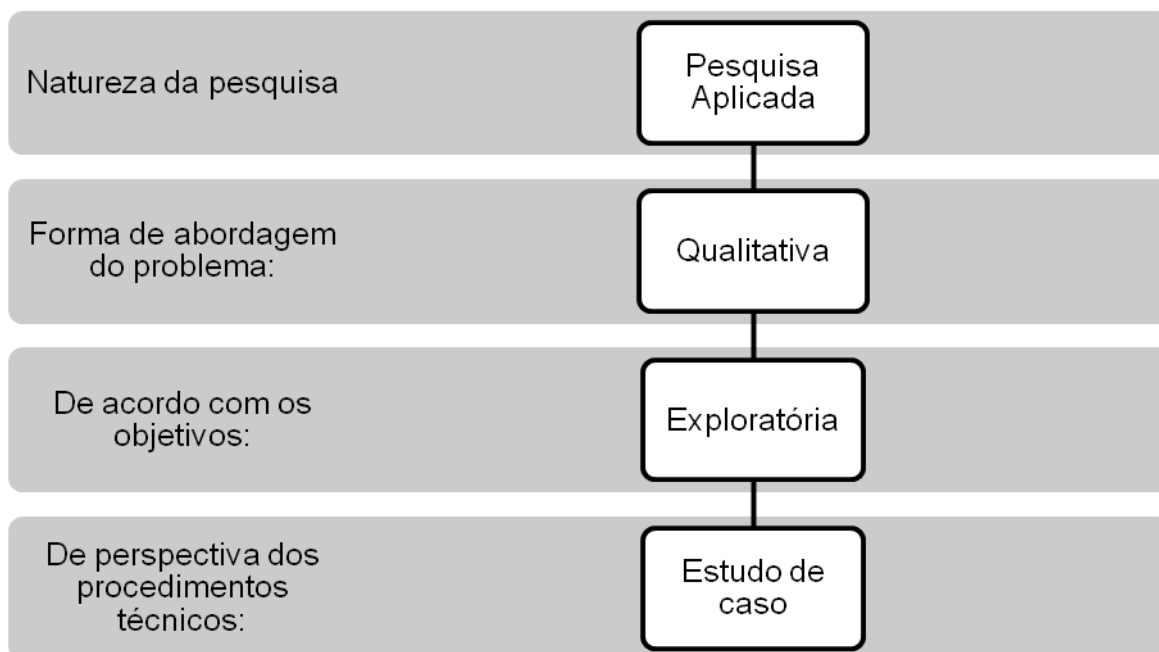 Natureza da pesquisa
Pesquisa
Aplicada
Forma de abordagem
do problema:
Qualitativa
De acordo com os
objetivos:
Exploratória
De perspectiva dos
procedimentos
técnicos:
Estudo de
caso